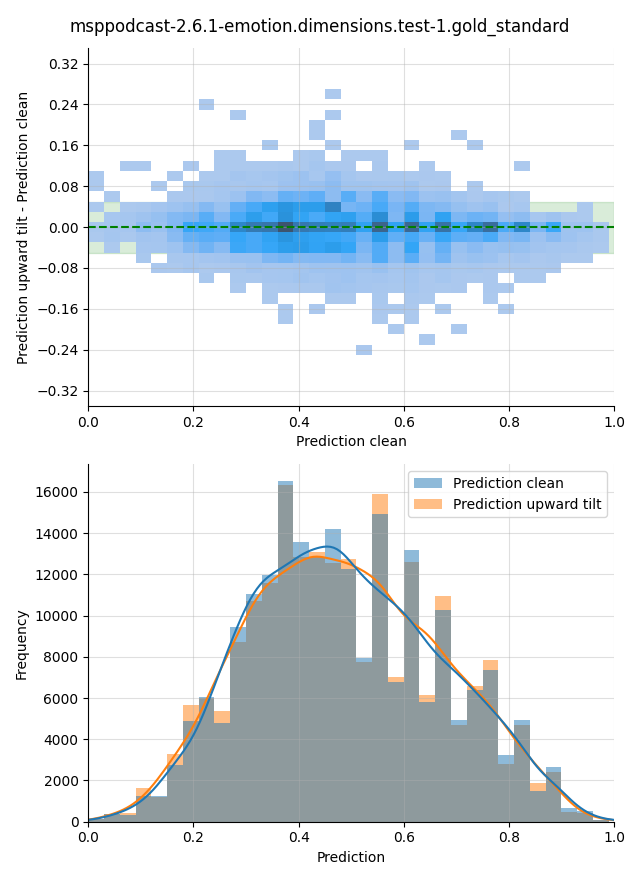 msppodcast-2.6.1-emotion.dimensions.test-1.gold_standard
0.32
0.24
0.16
0.08
0.00
−0.08
−0.16
−0.24
−0.32
Prediction upward tilt - Prediction clean
0.0 0.2 0.4 0.6 0.8 1.0
Prediction clean
16000
14000
12000
10000
8000
6000
4000
2000
0
Frequency
Prediction clean
Prediction upward tilt
0.0 0.2 0.4 0.6 0.8 1.0
Prediction